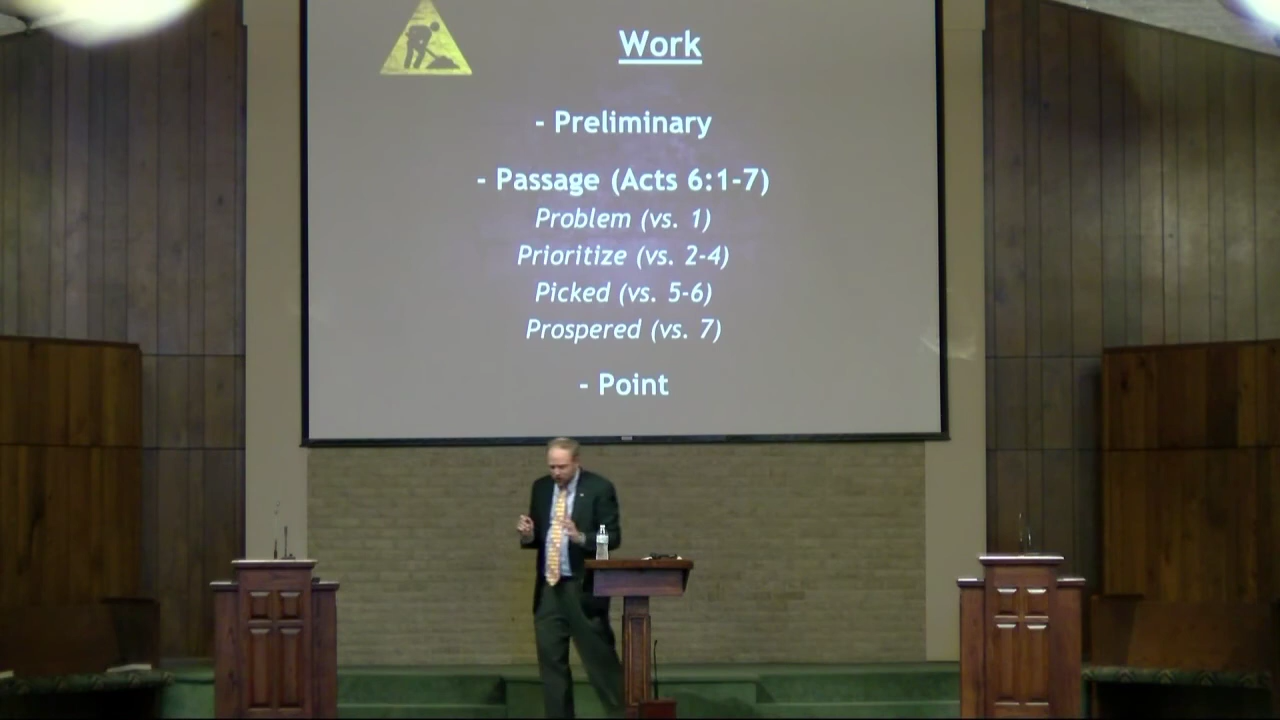 Work
- Preliminary
- Passage (Acts 6:1-7)
Problem (vs. 1)
Prioritize (vs. 2-4)
Picked (vs. 5-6)
Prospered (vs. 7)
- Point